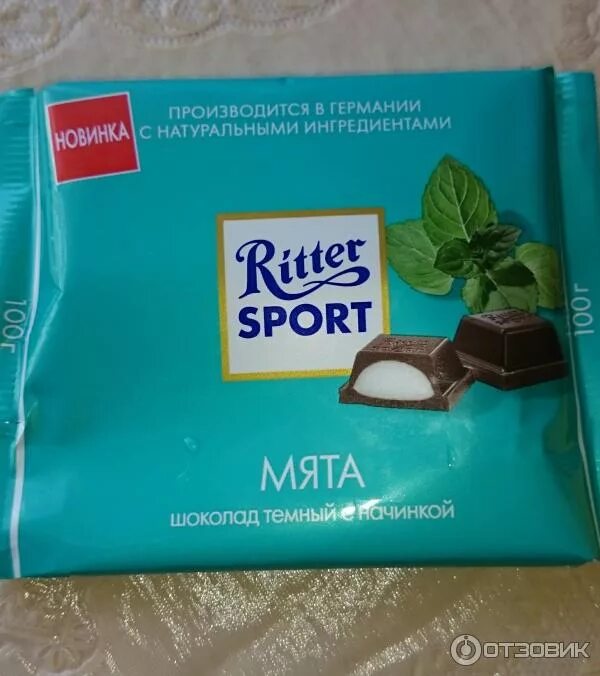 НОВИНКА
ПРОИЗВОДИТСЯ В ГЕРМАНИИ
С НАТУРАЛЬНЫМИ ИНГРЕДИЕНТАМИ
Ritter
SPORT
100г
100г
МЯТА
ШОКОЛАД ТЕМНЫЙ С НАЧИНКОЙ
ОТЗОВИК